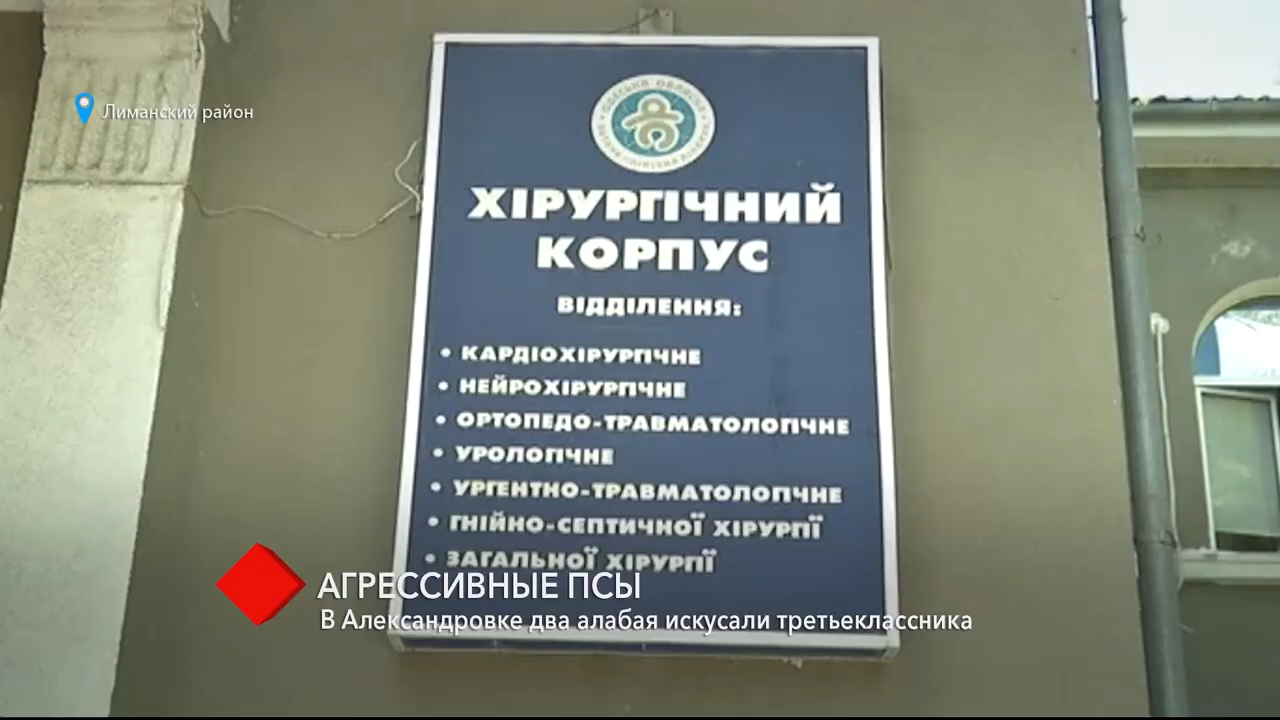 Лиманский район
ХІРУРГІЧНИЙ
КОРПУС
ВІДДІЛЕННЯ:
• КАРДІОХІРУРГІЧНЕ
• НЕЙРОХІРУРГІЧНЕ
• ОРТОПЕДО-ТРАВМАТОЛОГІЧНЕ
• УРОЛОГІЧНЕ
• УРГЕНТНО-ТРАВМАТОЛОГІЧНЕ
• ГНІЙНО-СЕПТИЧНОЇ ХІРУРГІЇ
• ЗАГАЛЬНОЇ ХІРУРГІЇ
АГРЕССИВНЫЕ ПСЫ
В Александровке два алабая искусали третьеклассника